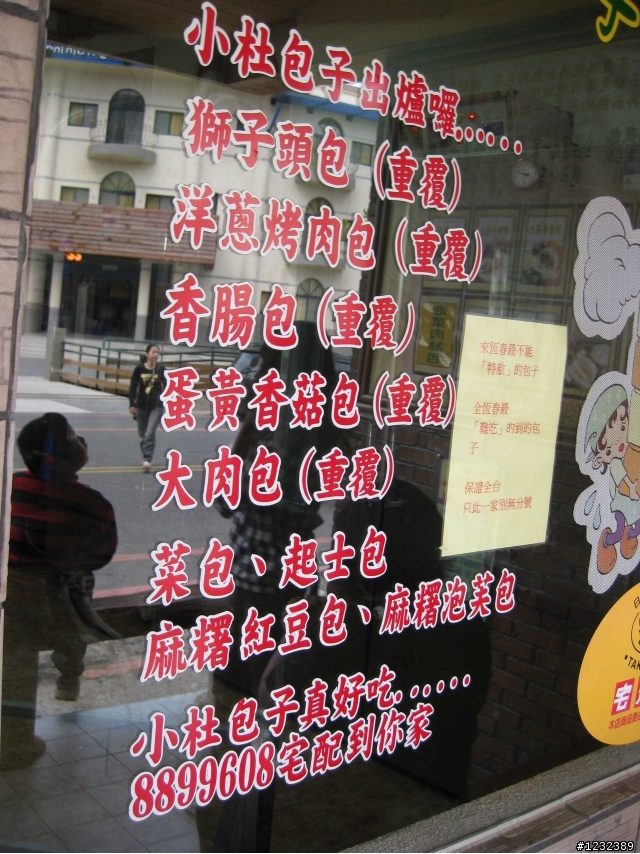 小杜包子出爐囉......
獅子頭包(重覆)
洋蔥烤肉包(重覆)
香腸包(重覆)
蛋黃香菇包(重覆)
大肉包(重覆)
菜包、起士包
麻糬紅豆包、麻糬泡芙包
小杜包子真好吃......
8899608宅配到你家
來恆春最不能
「特敵」的包子
全恆春最
「難吃」的到的包
子
保證全台
只此一家別無分號
宅
#1232389